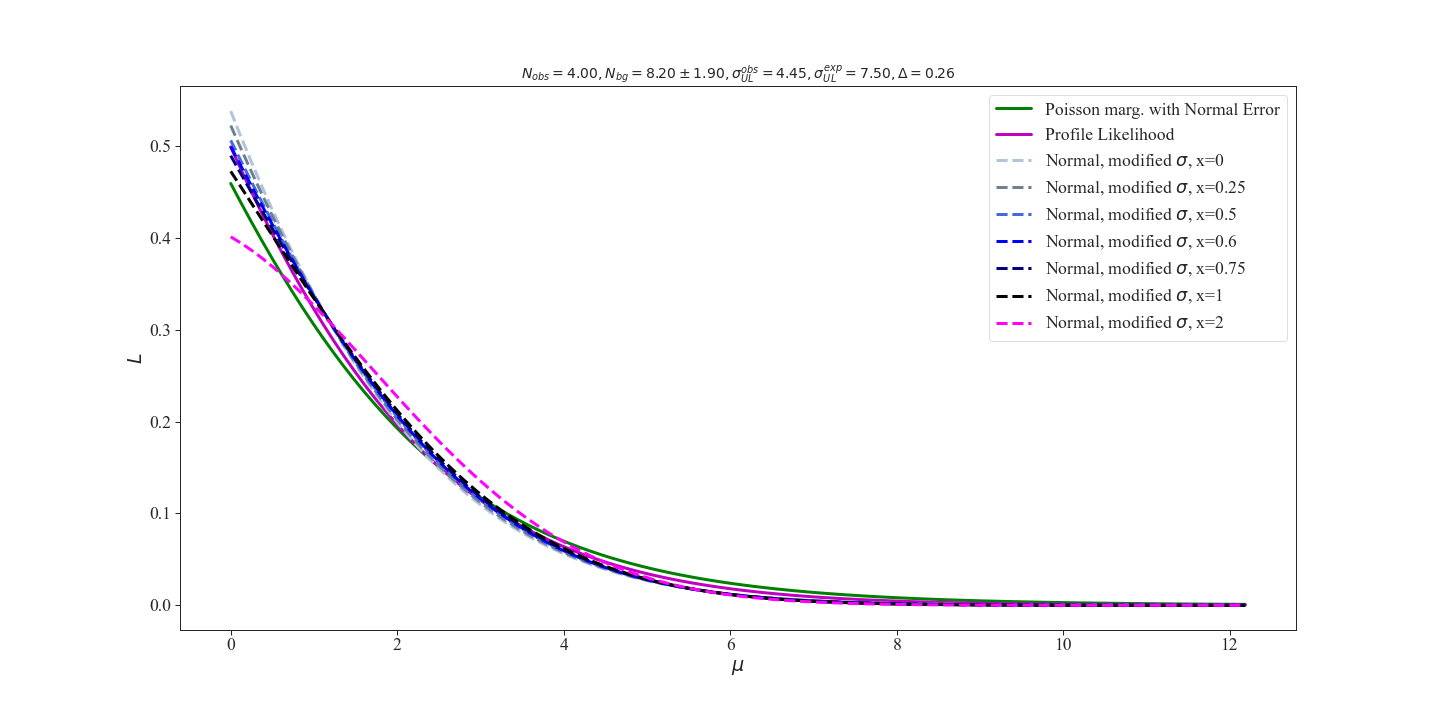 N_obs = 4.00, N_bg = 8.20 ± 1.90, σ_UL^obs = 4.45, σ_UL^exp = 7.50, Δ = 0.26
Poisson marg. with Normal Error
Profile Likelihood
Normal, modified σ, x=0
Normal, modified σ, x=0.25
Normal, modified σ, x=0.5
Normal, modified σ, x=0.6
Normal, modified σ, x=0.75
Normal, modified σ, x=1
Normal, modified σ, x=2
0.5
0.4
0.3
0.2
0.1
0.0
L
0 2 4 6 8 10 12
μ